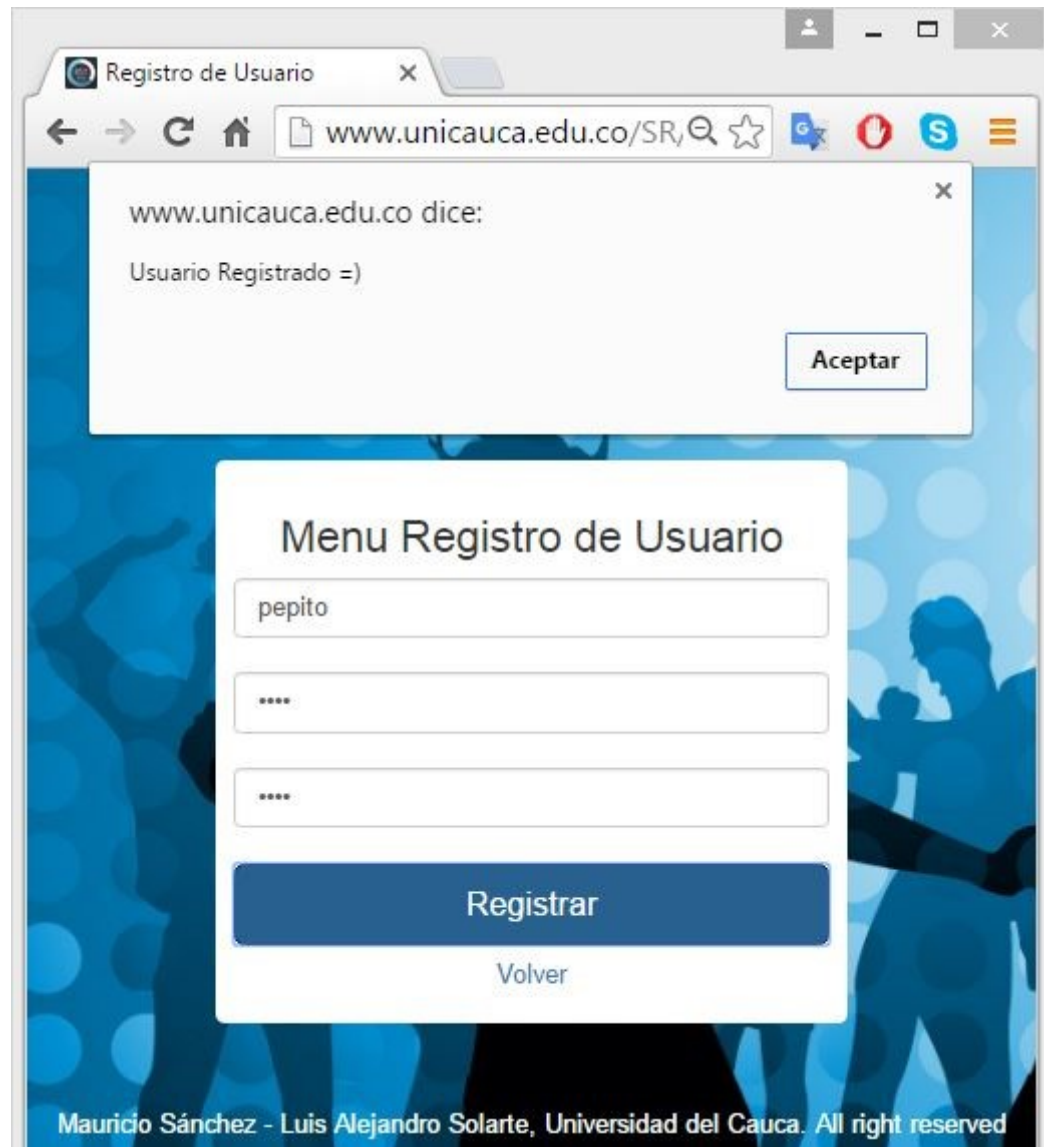 Registro de Usuario
www.unicauca.edu.co/SR/
www.unicauca.edu.co dice:
Usuario Registrado =)
Aceptar
Menu Registro de Usuario
pepito
••••
••••
Registrar
Volver
Mauricio Sánchez - Luis Alejandro Solarte, Universidad del Cauca. All right reserved